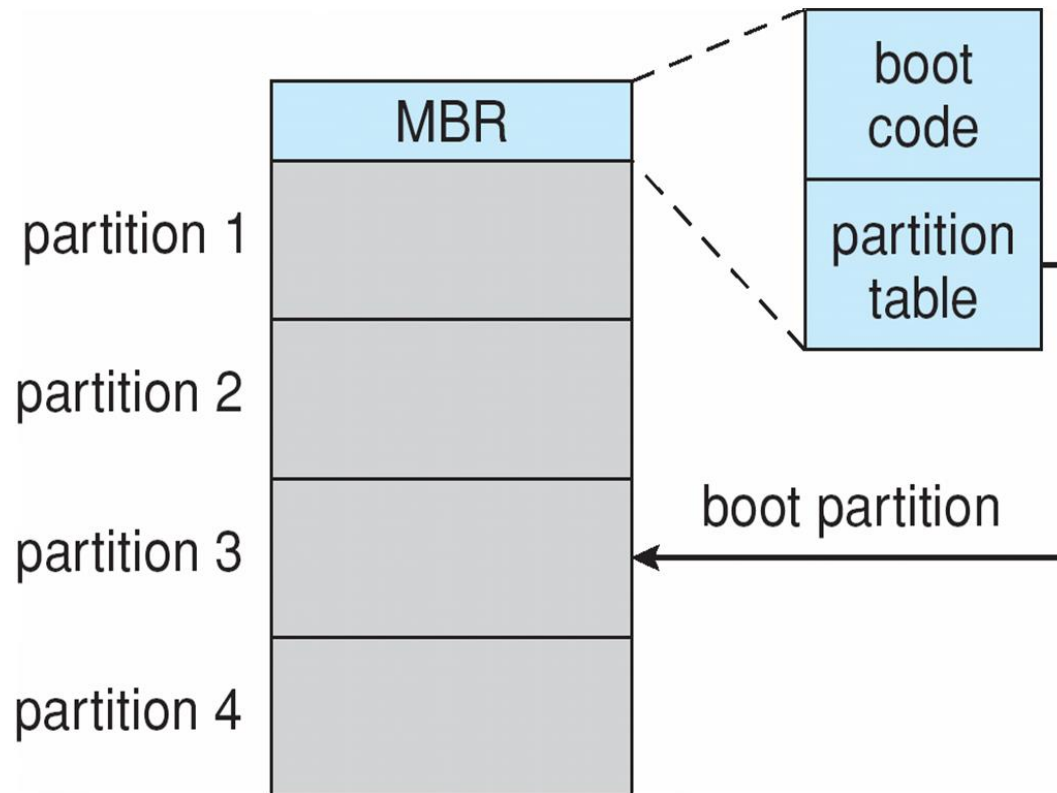 MBR
boot
code
partition
table
partition 1
partition 2
boot partition
partition 3
partition 4